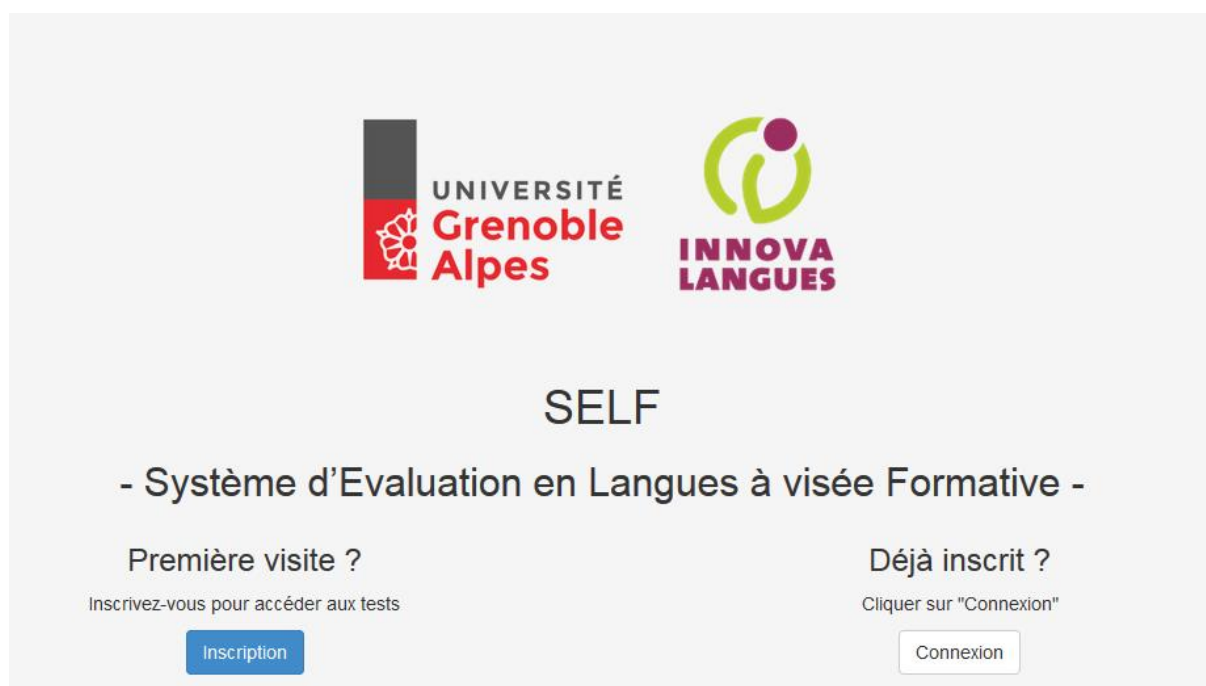 UNIVERSITÉ
Grenoble
Alpes
INNOVA
LANGUES
SELF
- Système d’Evaluation en Langues à visée Formative -
Première visite ?
Inscrivez-vous pour accéder aux tests
Inscription
Déjà inscrit ?
Cliquer sur "Connexion"
Connexion